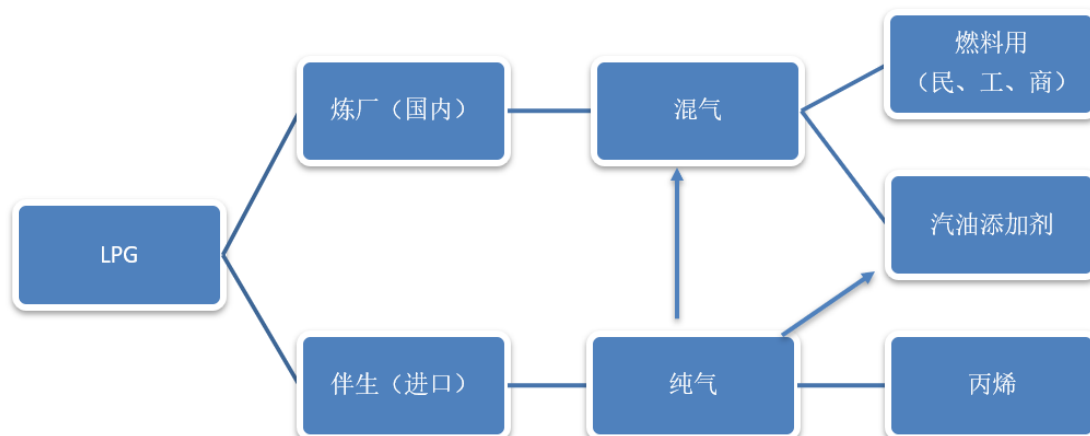 燃料用
（民、工、商）
炼厂（国内）
混气
汽油添加剂
LPG
伴生（进口）
纯气
丙烯